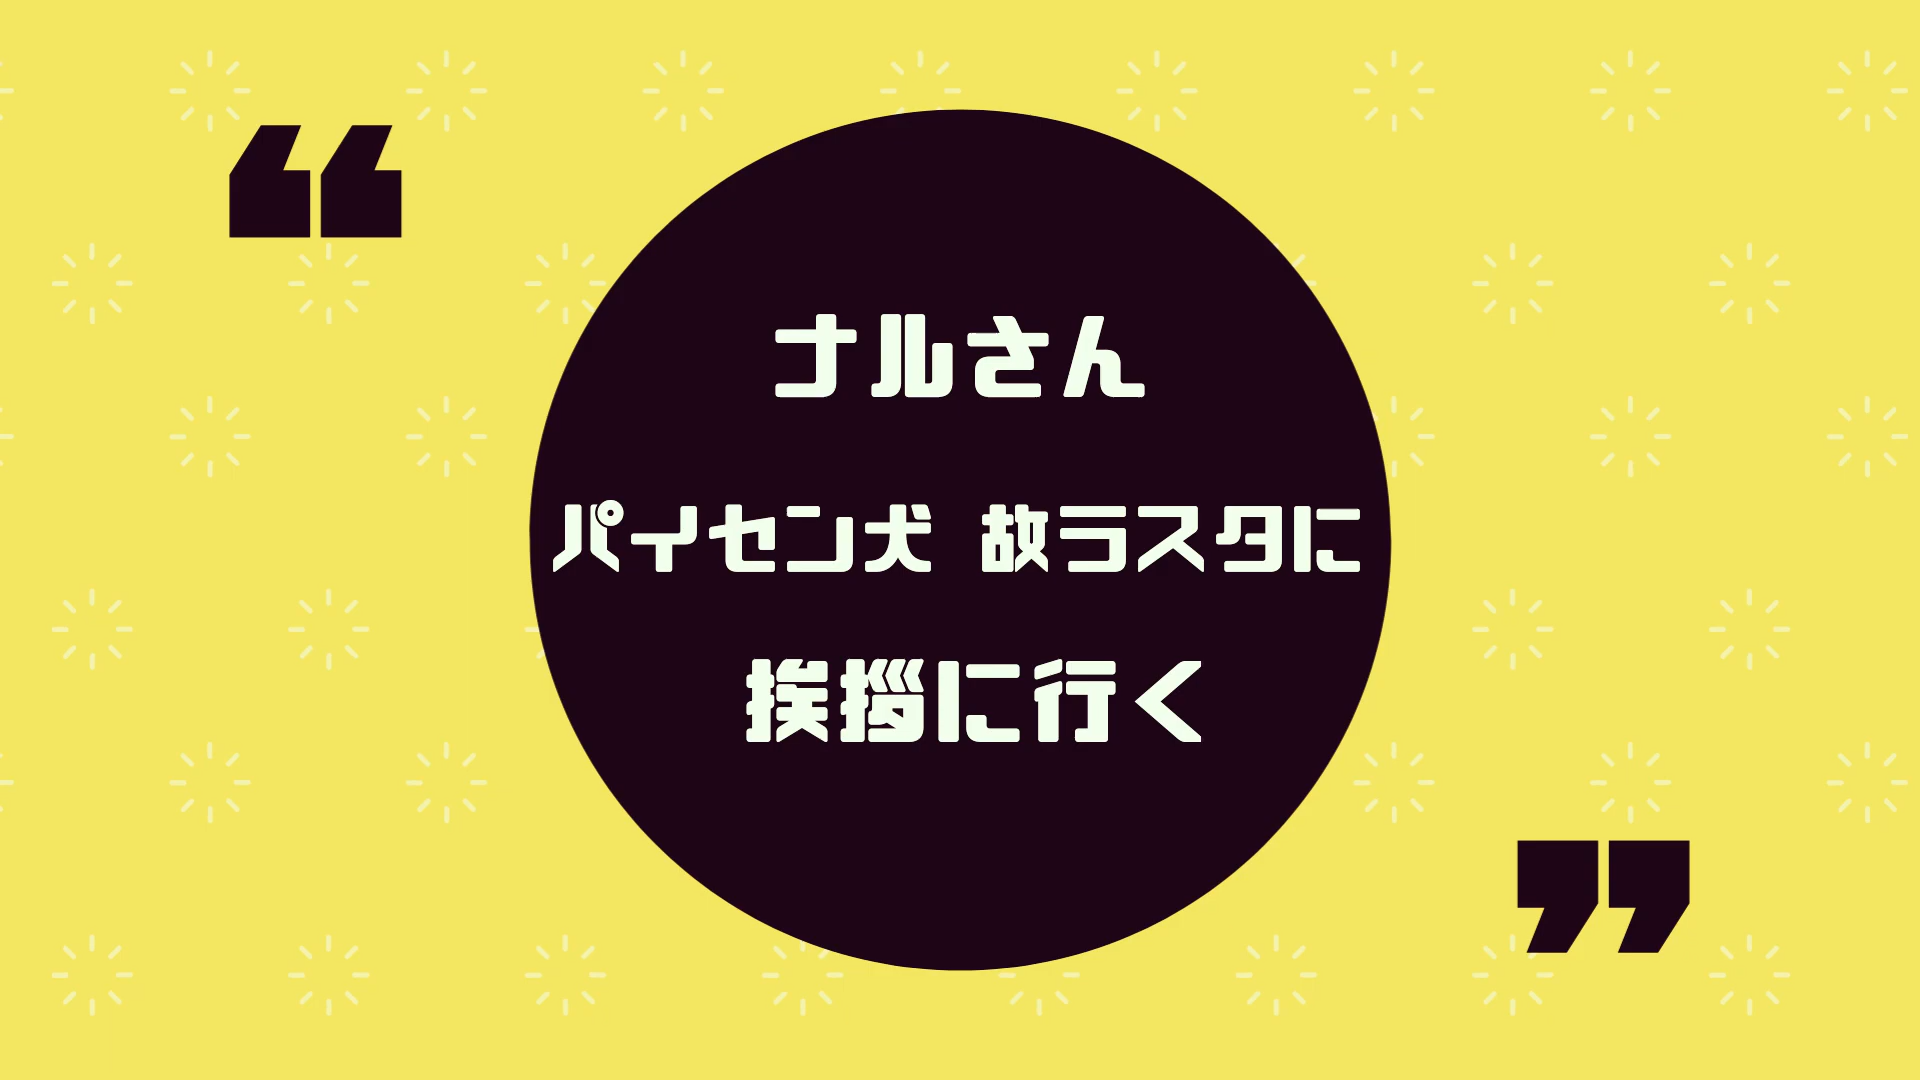 “
ナルさん
パイセン犬 故ラスタに
挨拶に行く
”